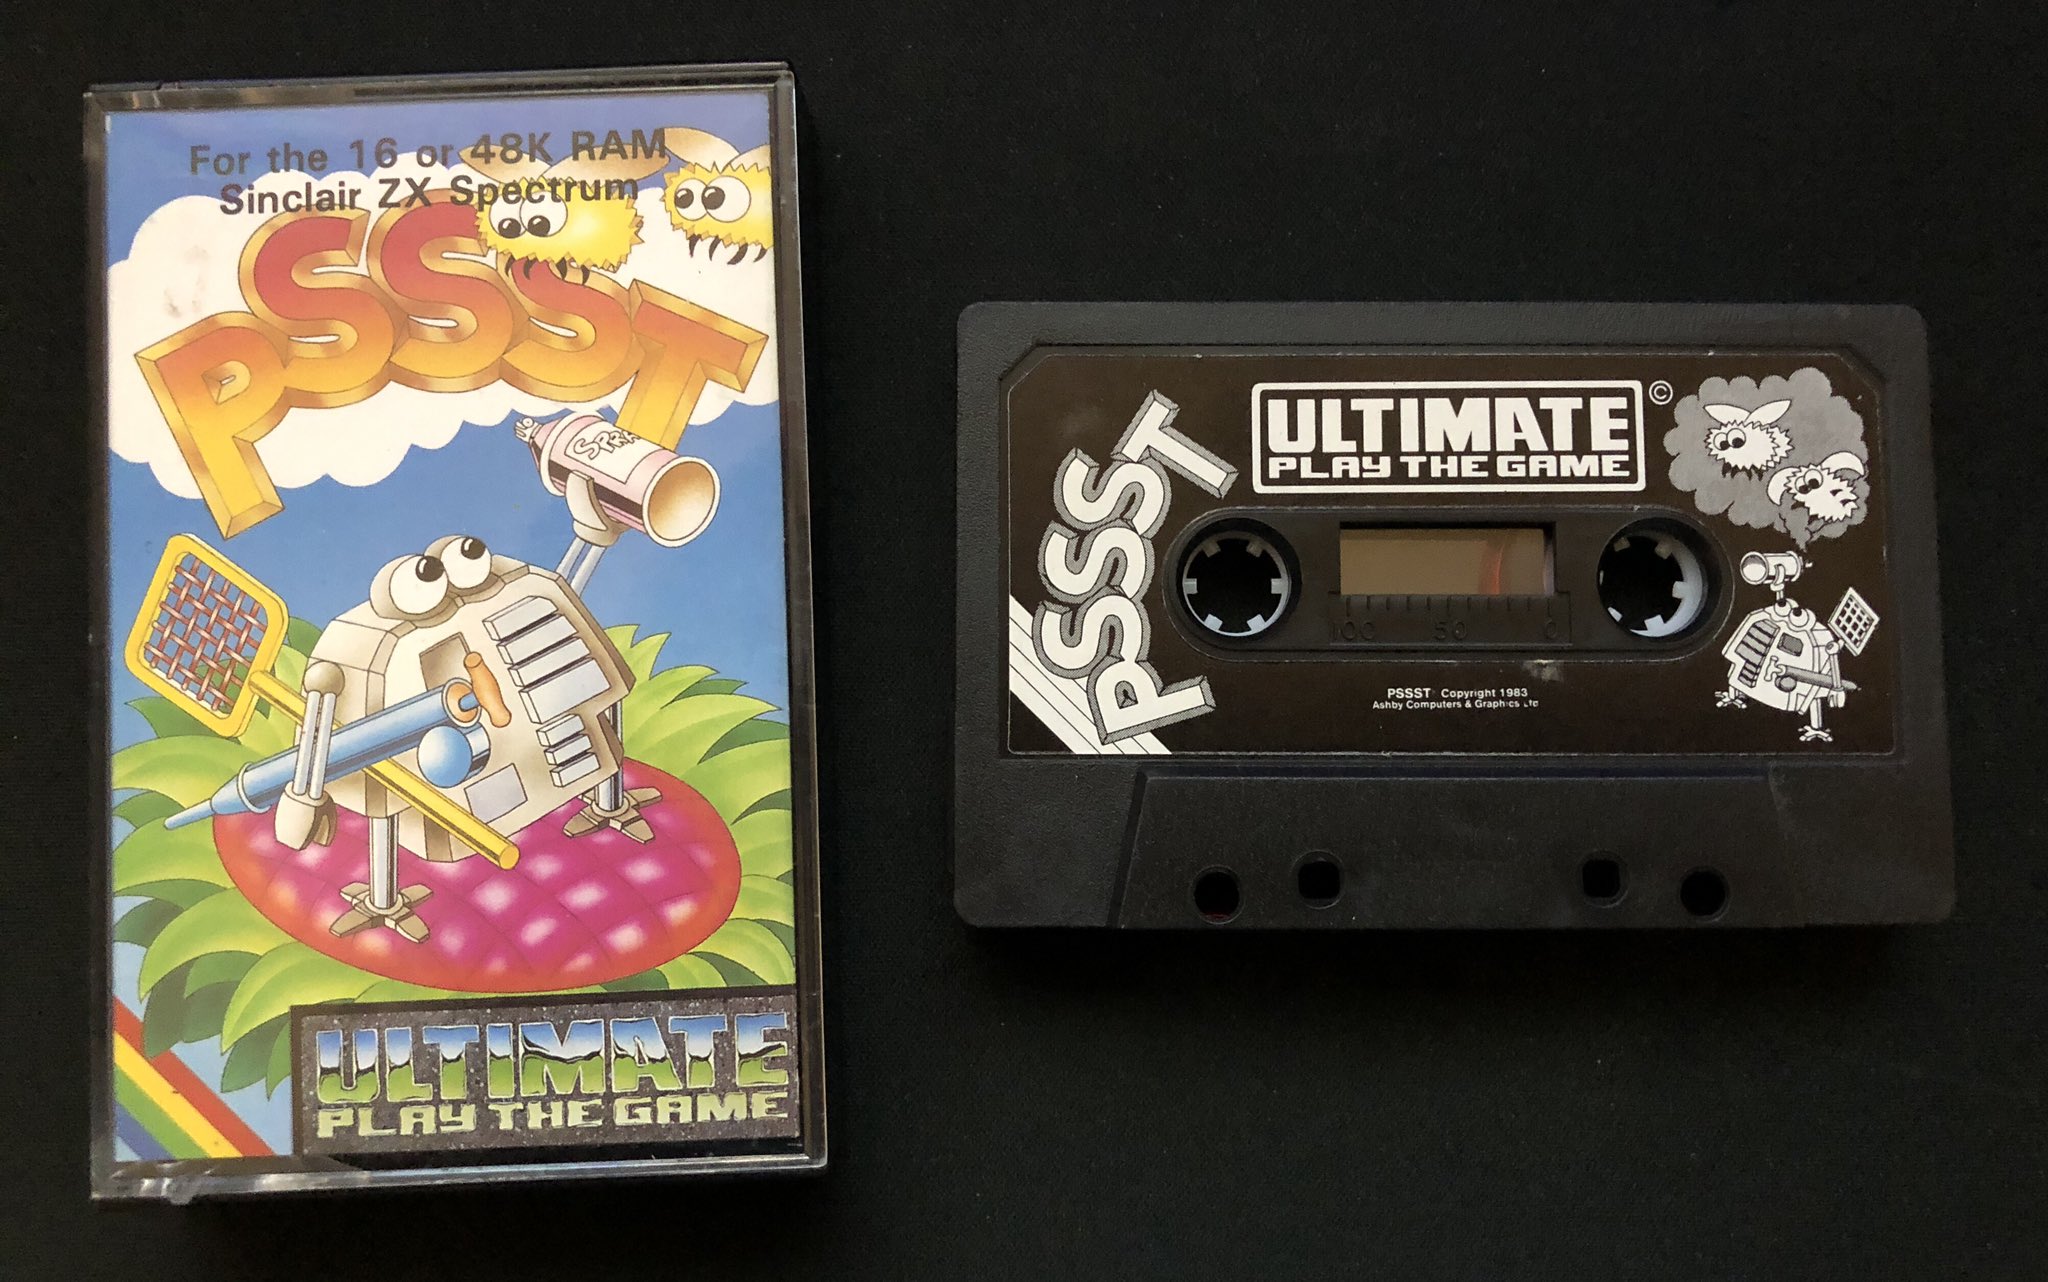 For the 16 or 48K RAM
Sinclair ZX Spectrum
PSSST
SPRA
ULTIMATE
PLAY THE GAME
PSSST
ULTIMATE ©
PLAY THE GAME
100 50 0
PSSST Copyright 1983
Ashby Computers & Graphics Ltd